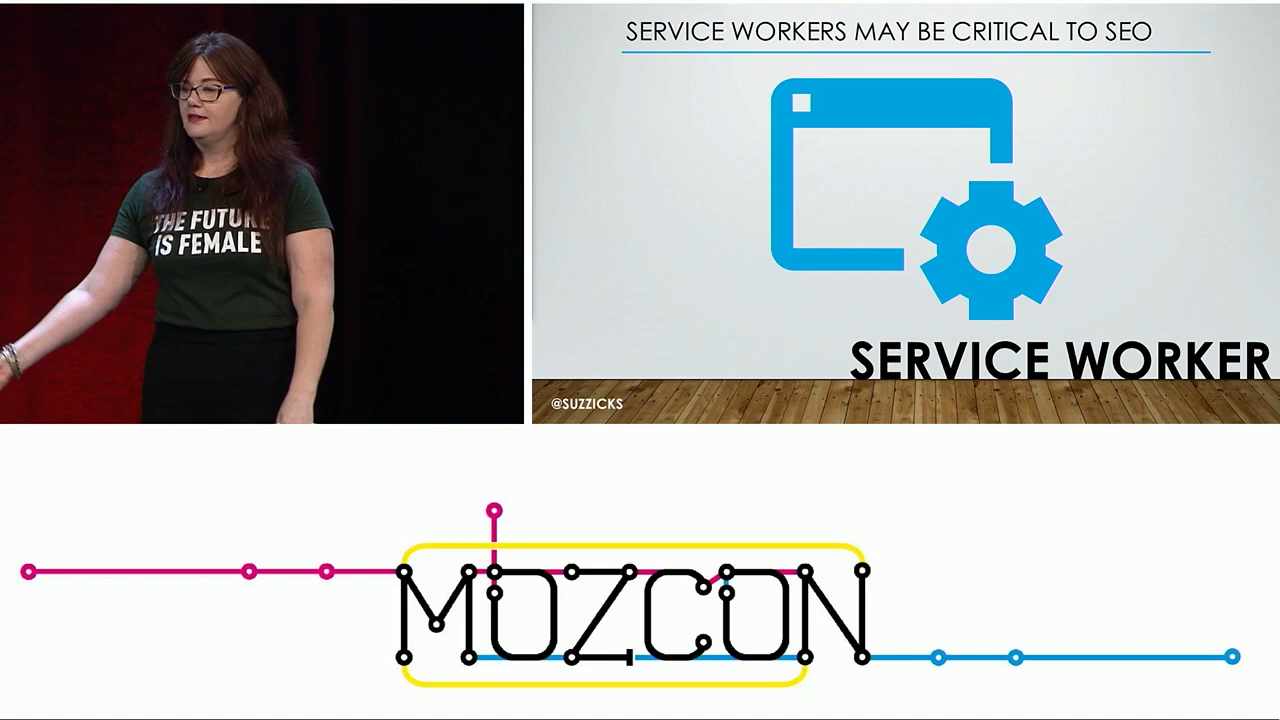 THE FUTURE
IS FEMALE
SERVICE WORKERS MAY BE CRITICAL TO SEO
SERVICE WORKER
@SUZZICKS
MOZCON